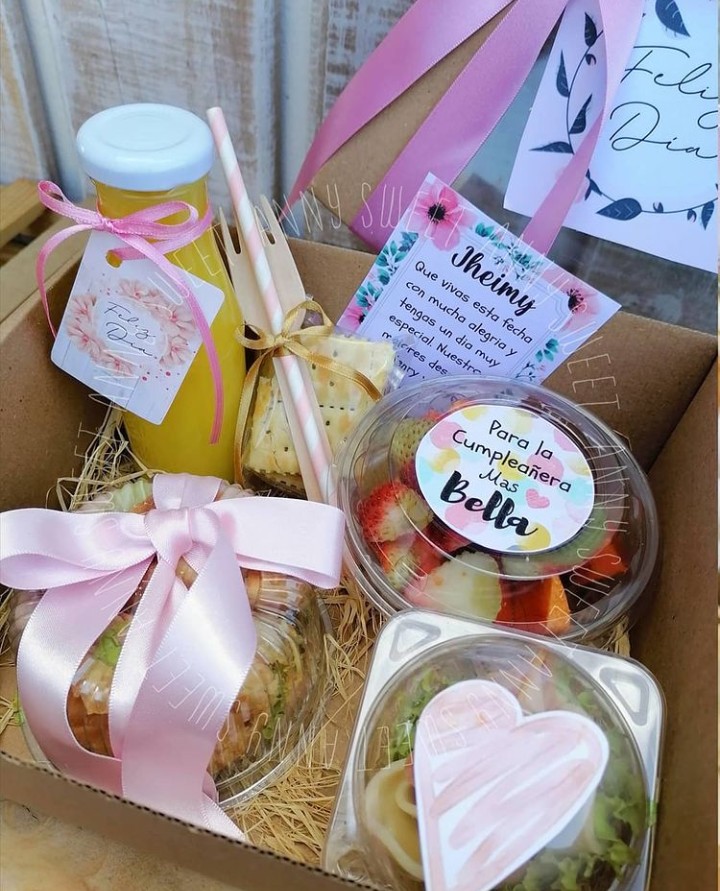 Feliz
Día
Feliz
Día
Jheimy
Que vivas esta fecha
con mucha alegria y
tengas un día muy
especial. Nuestro
Para la
Cumpleañera
Mas
Bella